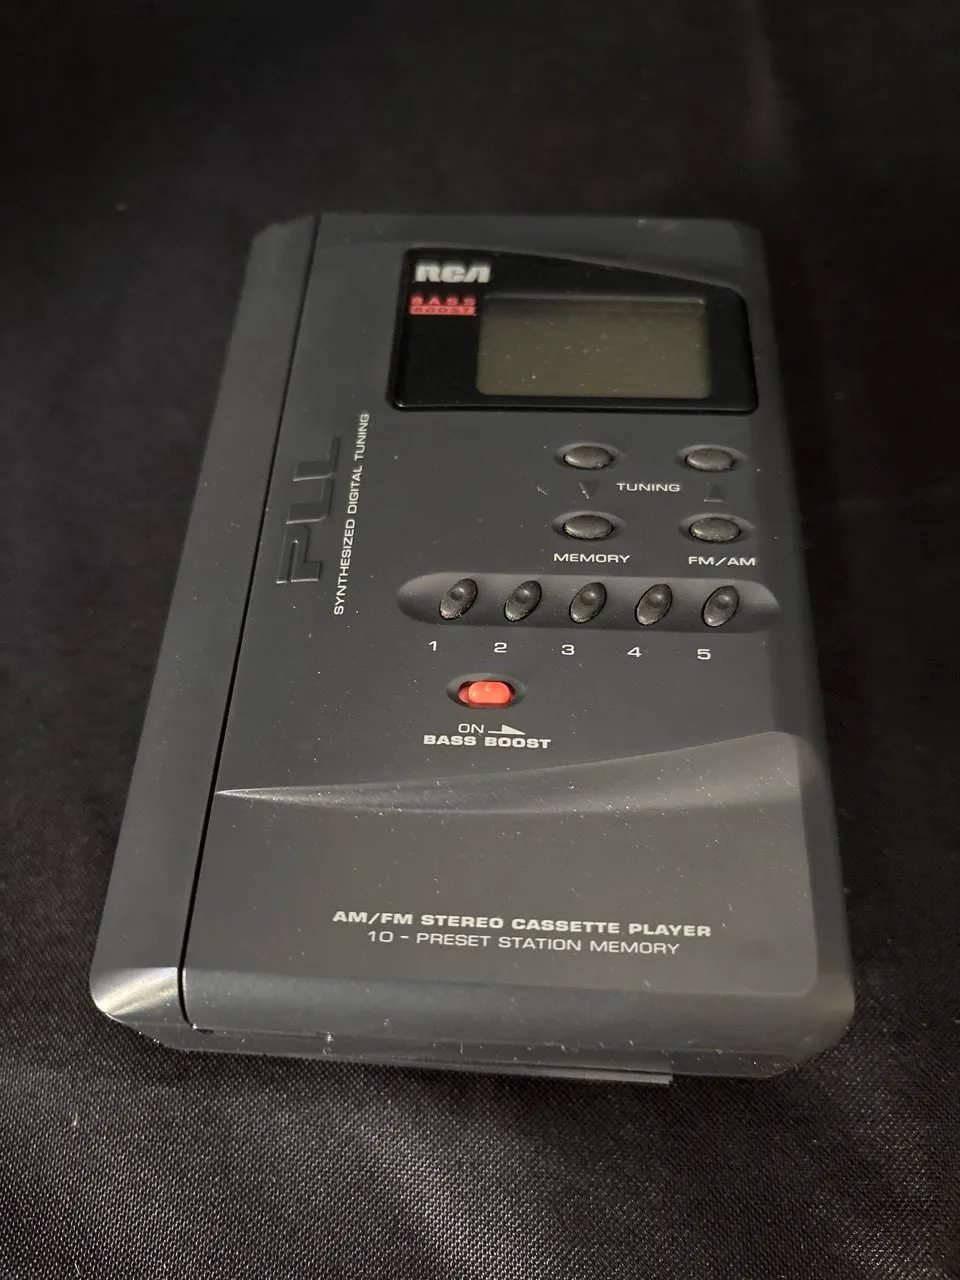 RCA
BASS
BOOST
PLL
SYNTHESIZED DIGITAL TUNING
TUNING
MEMORY FM/AM
1 2 3 4 5
ON
BASS BOOST
AM/FM STEREO CASSETTE PLAYER
10 - PRESET STATION MEMORY